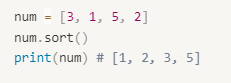 num = [3, 1, 5, 2]
num.sort()
print(num) # [1, 2, 3, 5]